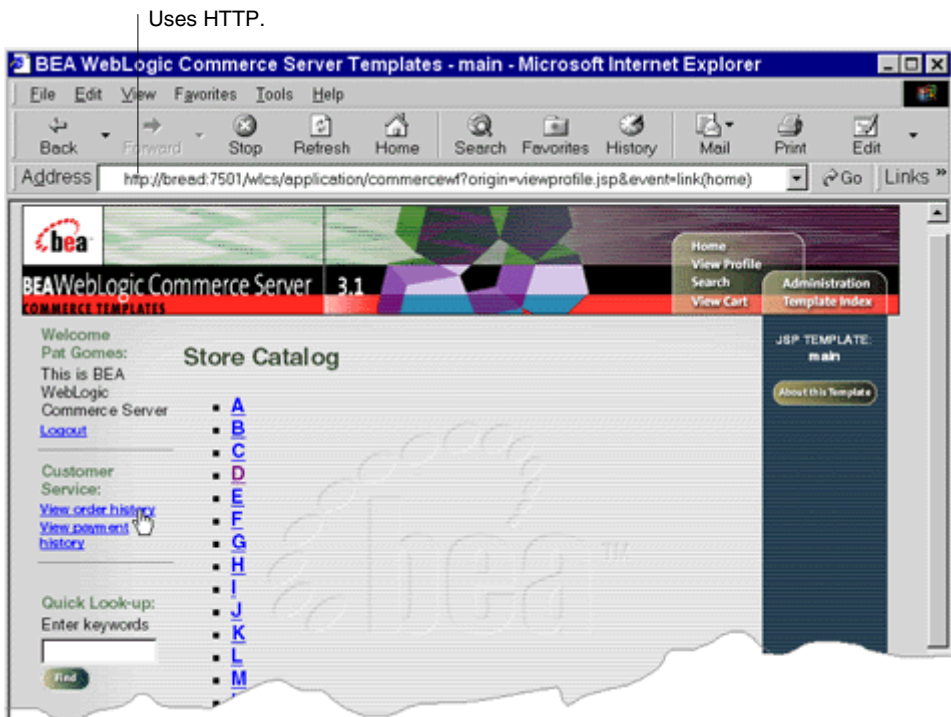 Uses HTTP.
BEA WebLogic Commerce Server Templates - main - Microsoft Internet Explorer
File Edit View Favorites Tools Help
Back Forward Stop Refresh Home Search Favorites History Mail Print Edit
Address http://bread:7501/wlcs/application/commercewf?origin=viewprofile.jsp&event=link(home) Go Links »
bea
Home
View Profile
Search
View Cart
Administration
Template Index
BEA WebLogic Commerce Server 3.1
COMMERCE TEMPLATES
Welcome
Pat Gomes:
This is BEA
WebLogic
Commerce Server
Logout
Customer
Service:
View order history
View payment
history
Quick Look-up:
Enter keywords
Find
Store Catalog
A
B
C
D
E
F
G
H
I
J
K
L
M
bea™
JSP TEMPLATE:
main
About this Template